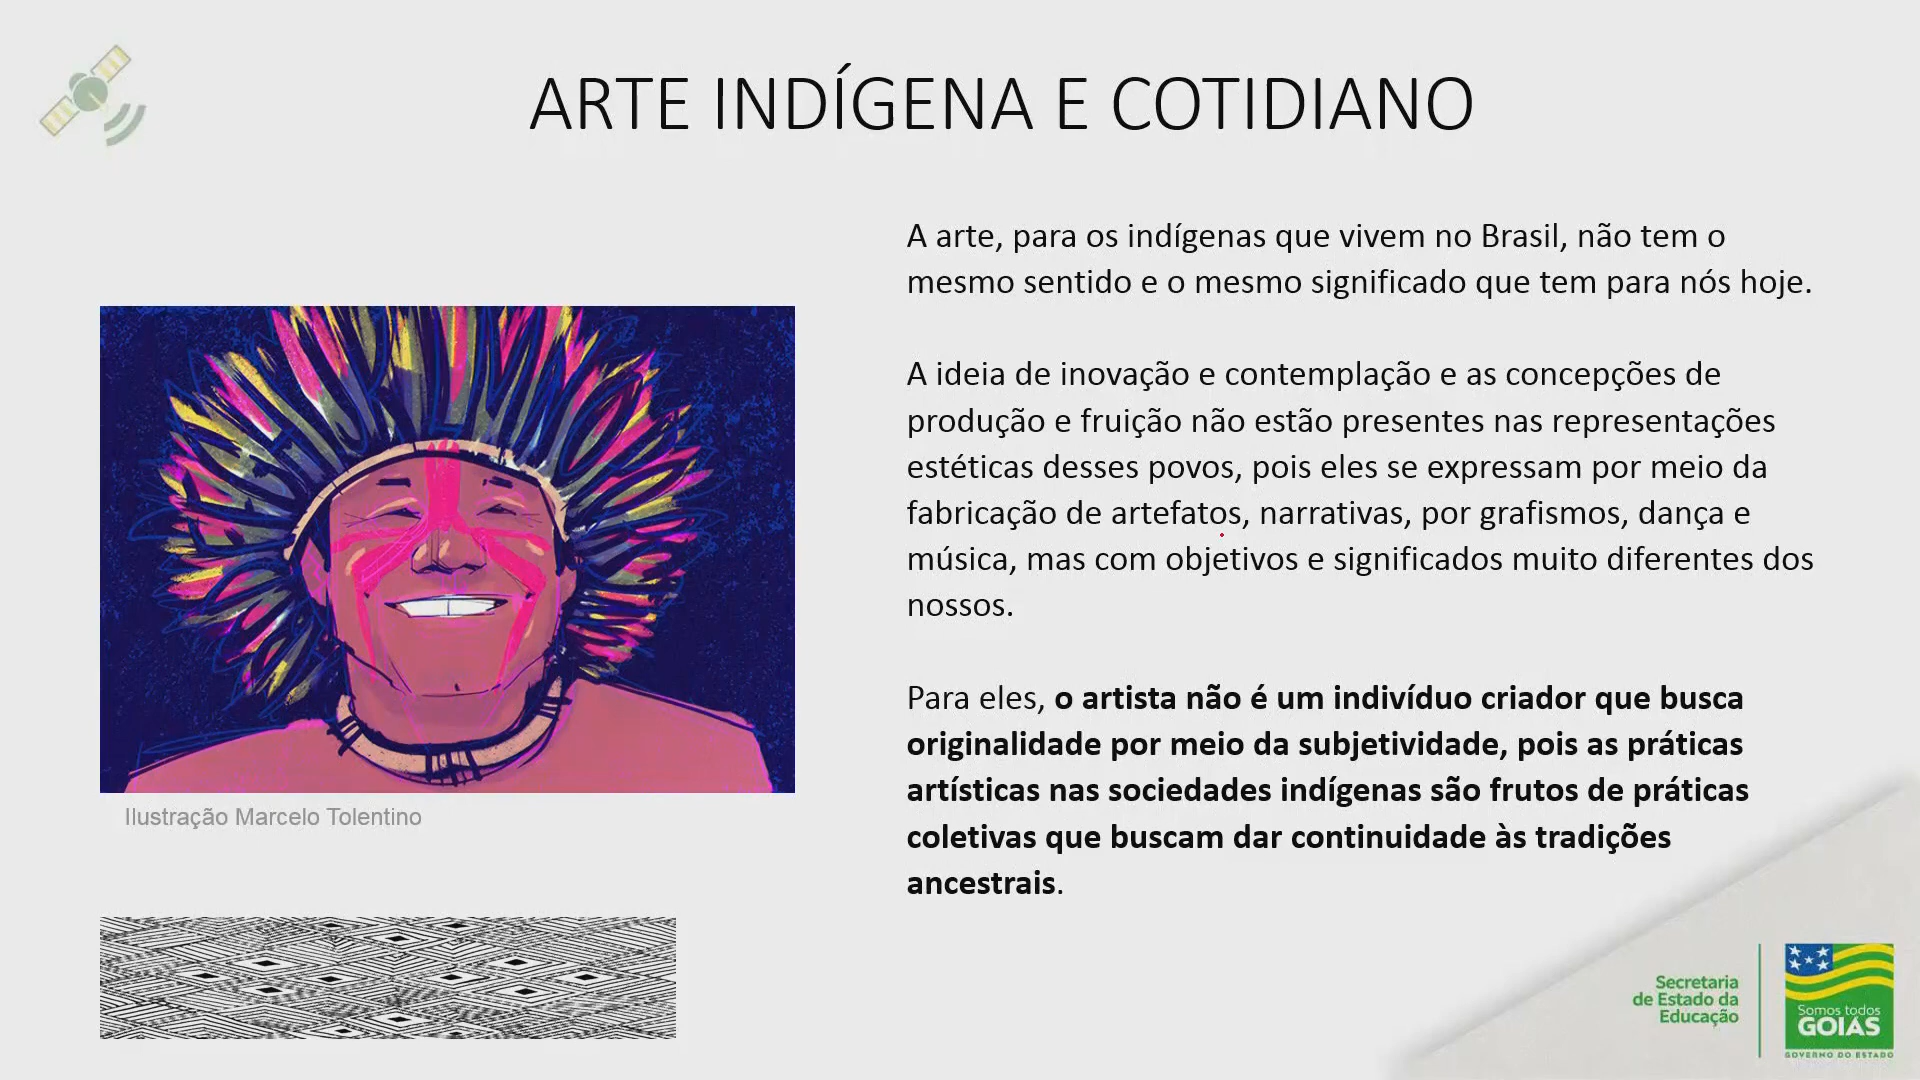 ARTE INDÍGENA E COTIDIANO
A arte, para os indígenas que vivem no Brasil, não tem o
mesmo sentido e o mesmo significado que tem para nós hoje.
A ideia de inovação e contemplação e as concepções de
produção e fruição não estão presentes nas representações
estéticas desses povos, pois eles se expressam por meio da
fabricação de artefatos, narrativas, por grafismos, dança e
música, mas com objetivos e significados muito diferentes dos
nossos.
Para eles, o artista não é um indivíduo criador que busca
originalidade por meio da subjetividade, pois as práticas
artísticas nas sociedades indígenas são frutos de práticas
coletivas que buscam dar continuidade às tradições
ancestrais.
Ilustração Marcelo Tolentino
Secretaria
de Estado da
Educação
Somos todos
GOIÁS
GOVERNO DO ESTADO